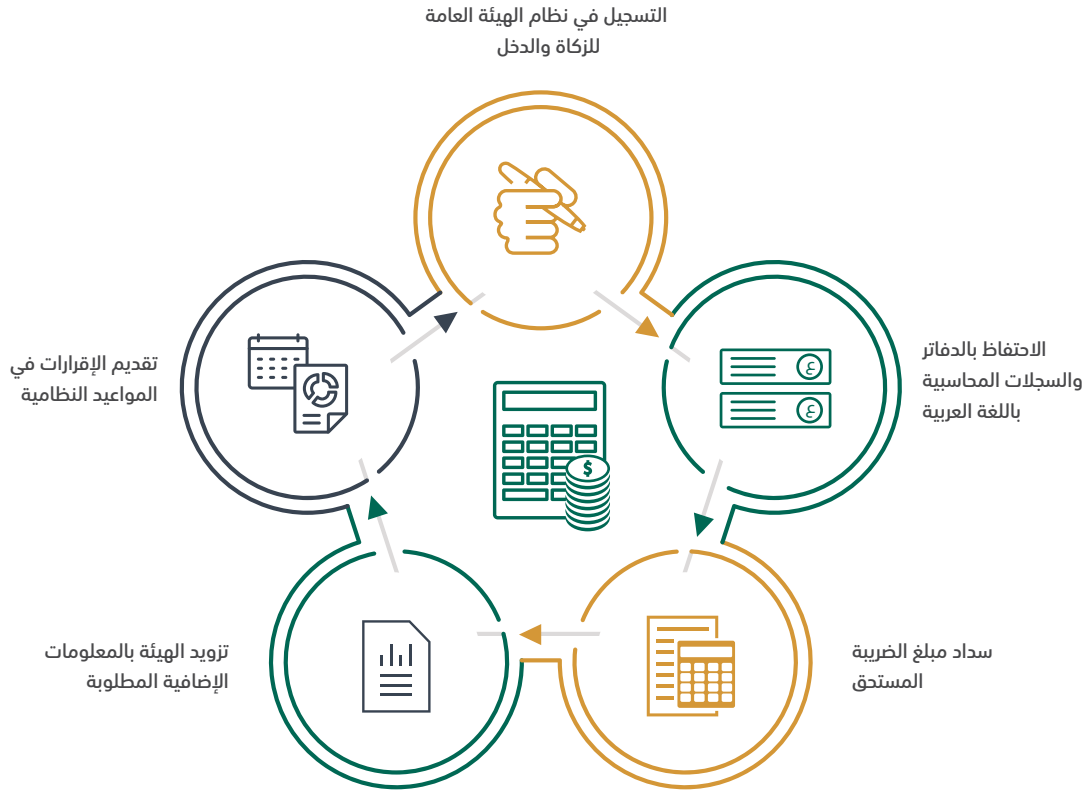 التسجيل في نظام الهيئة العامة
للزكاة والدخل
الاحتفاظ بالدفاتر
والسجلات المحاسبية
باللغة العربية
ع
ع
$
سداد مبلغ الضريبة
المستحق
تزويد الهيئة بالمعلومات
الإضافية المطلوبة
تقديم الإقرارات في
المواعيد النظامية